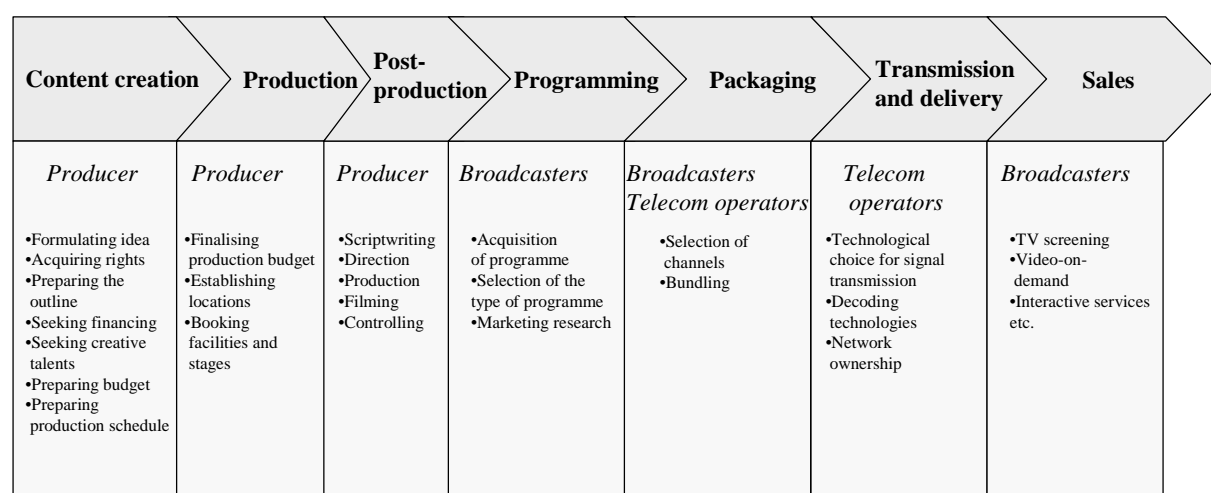 Content creation
Production
Post-
production
Programming
Packaging
Transmission
and delivery
Sales
Producer
•Formulating idea
•Acquiring rights
•Preparing the
outline
•Seeking financing
•Seeking creative
talents
•Preparing budget
•Preparing
production schedule
Producer
•Finalising
production budget
•Establishing
locations
•Booking
facilities and
stages
Producer
•Scriptwriting
•Direction
•Production
•Filming
•Controlling
Broadcasters
•Acquisition
of programme
•Selection of the
type of programme
•Marketing research
Broadcasters
Telecom operators
•Selection of
channels
•Bundling
Telecom
operators
•Technological
choice for signal
transmission
•Decoding
technologies
•Network
ownership
Broadcasters
•TV screening
•Video-on-
demand
•Interactive services
etc.